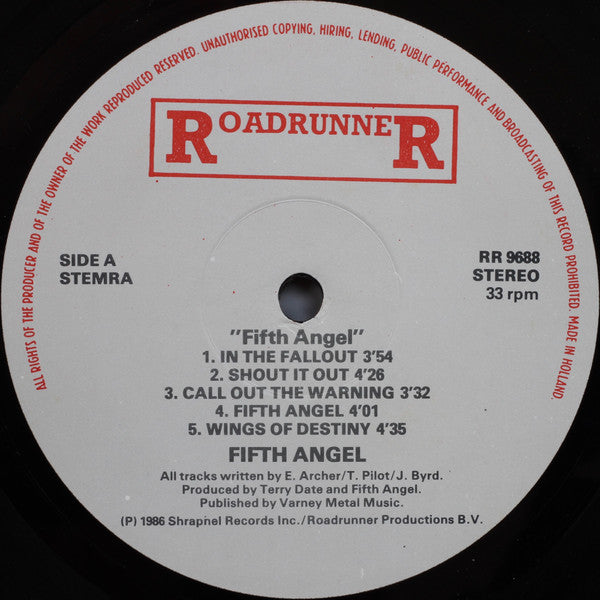 ALL RIGHTS OF THE PRODUCER AND OF THE OWNER OF THE WORK REPRODUCED RESERVED. UNAUTHORISED COPYING, HIRING, LENDING, PUBLIC PERFORMANCE AND BROADCASTING OF THIS RECORD PROHIBITED. MADE IN HOLLAND.
ROADRUNNER
SIDE A
STEMRA
RR 9688
STEREO
33 rpm
"Fifth Angel"
1. IN THE FALLOUT 3'54
2. SHOUT IT OUT 4'26
3. CALL OUT THE WARNING 3'32
4. FIFTH ANGEL 4'01
5. WINGS OF DESTINY 4'35
FIFTH ANGEL
All tracks written by E. Archer/T. Pilot/J. Byrd.
Produced by Terry Date and Fifth Angel.
Published by Varney Metal Music.
(P) 1986 Shrapnel Records Inc./Roadrunner Productions B.V.